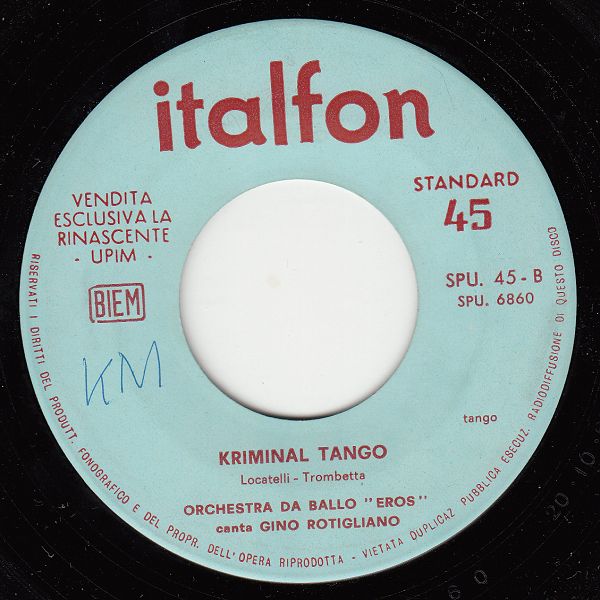 italfon
VENDITA
ESCLUSIVA LA
RINASCENTE
- UPIM -
STANDARD
45
BIEM
SPU. 45 - B
SPU. 6860
KM
tango
KRIMINAL TANGO
Locatelli - Trombetta
ORCHESTRA DA BALLO "EROS"
canta GINO ROTIGLIANO
RISERVATI I DIRITTI DEL PRODUTT. FONOGRAFICO E DEL PROPR. DELL'OPERA RIPRODOTTA - VIETATA DUPLICAZ PUBBLICA ESECUZ. RADIODIFFUSIONE DI QUESTO DISCO